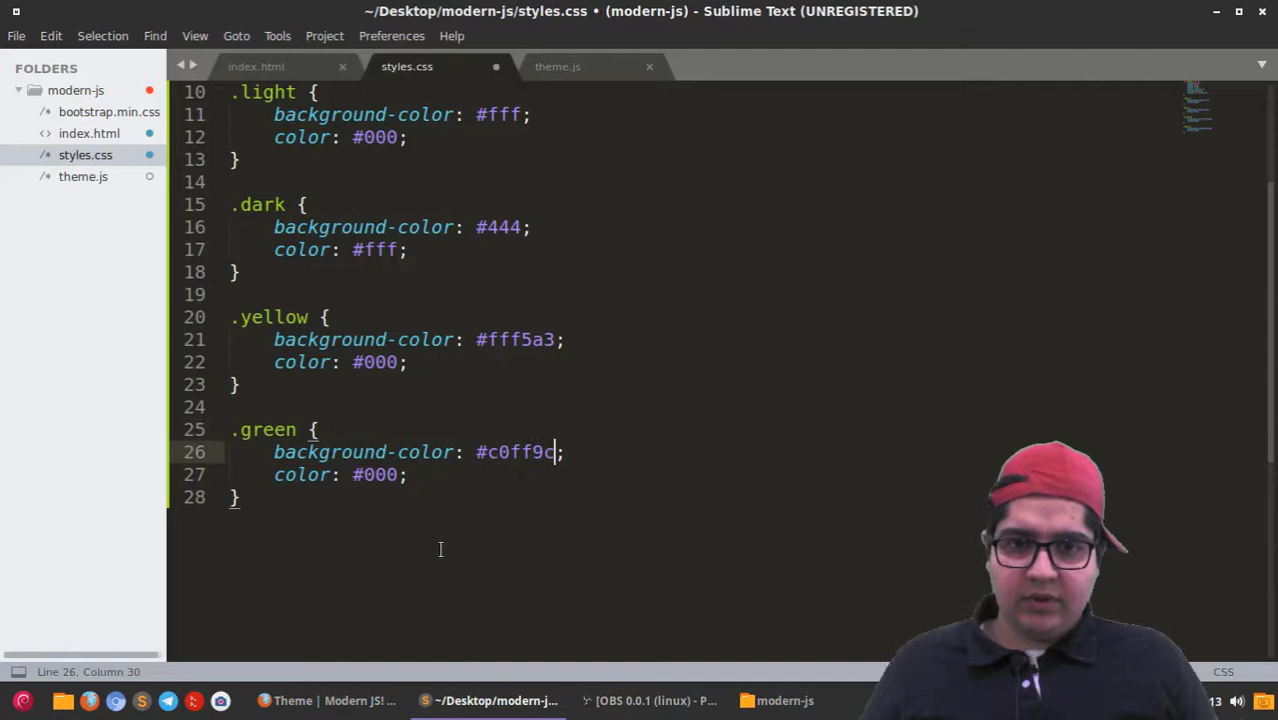 ~/Desktop/modern-js/styles.css • (modern-js) - Sublime Text (UNREGISTERED)
File Edit Selection Find View Goto Tools Project Preferences Help
FOLDERS
modern-js
bootstrap.min.css
index.html
styles.css
theme.js
index.html
styles.css
theme.js
10 .light {
11 background-color: #fff;
12 color: #000;
13 }
14
15 .dark {
16 background-color: #444;
17 color: #fff;
18 }
19
20 .yellow {
21 background-color: #fff5a3;
22 color: #000;
23 }
24
25 .green {
26 background-color: #c0ff9c;
27 color: #000;
28 }
Line 26, Column 30
CSS
Theme | Modern JS! ...
~/Desktop/modern-j...
[OBS 0.0.1 (linux) - P...
modern-js
13